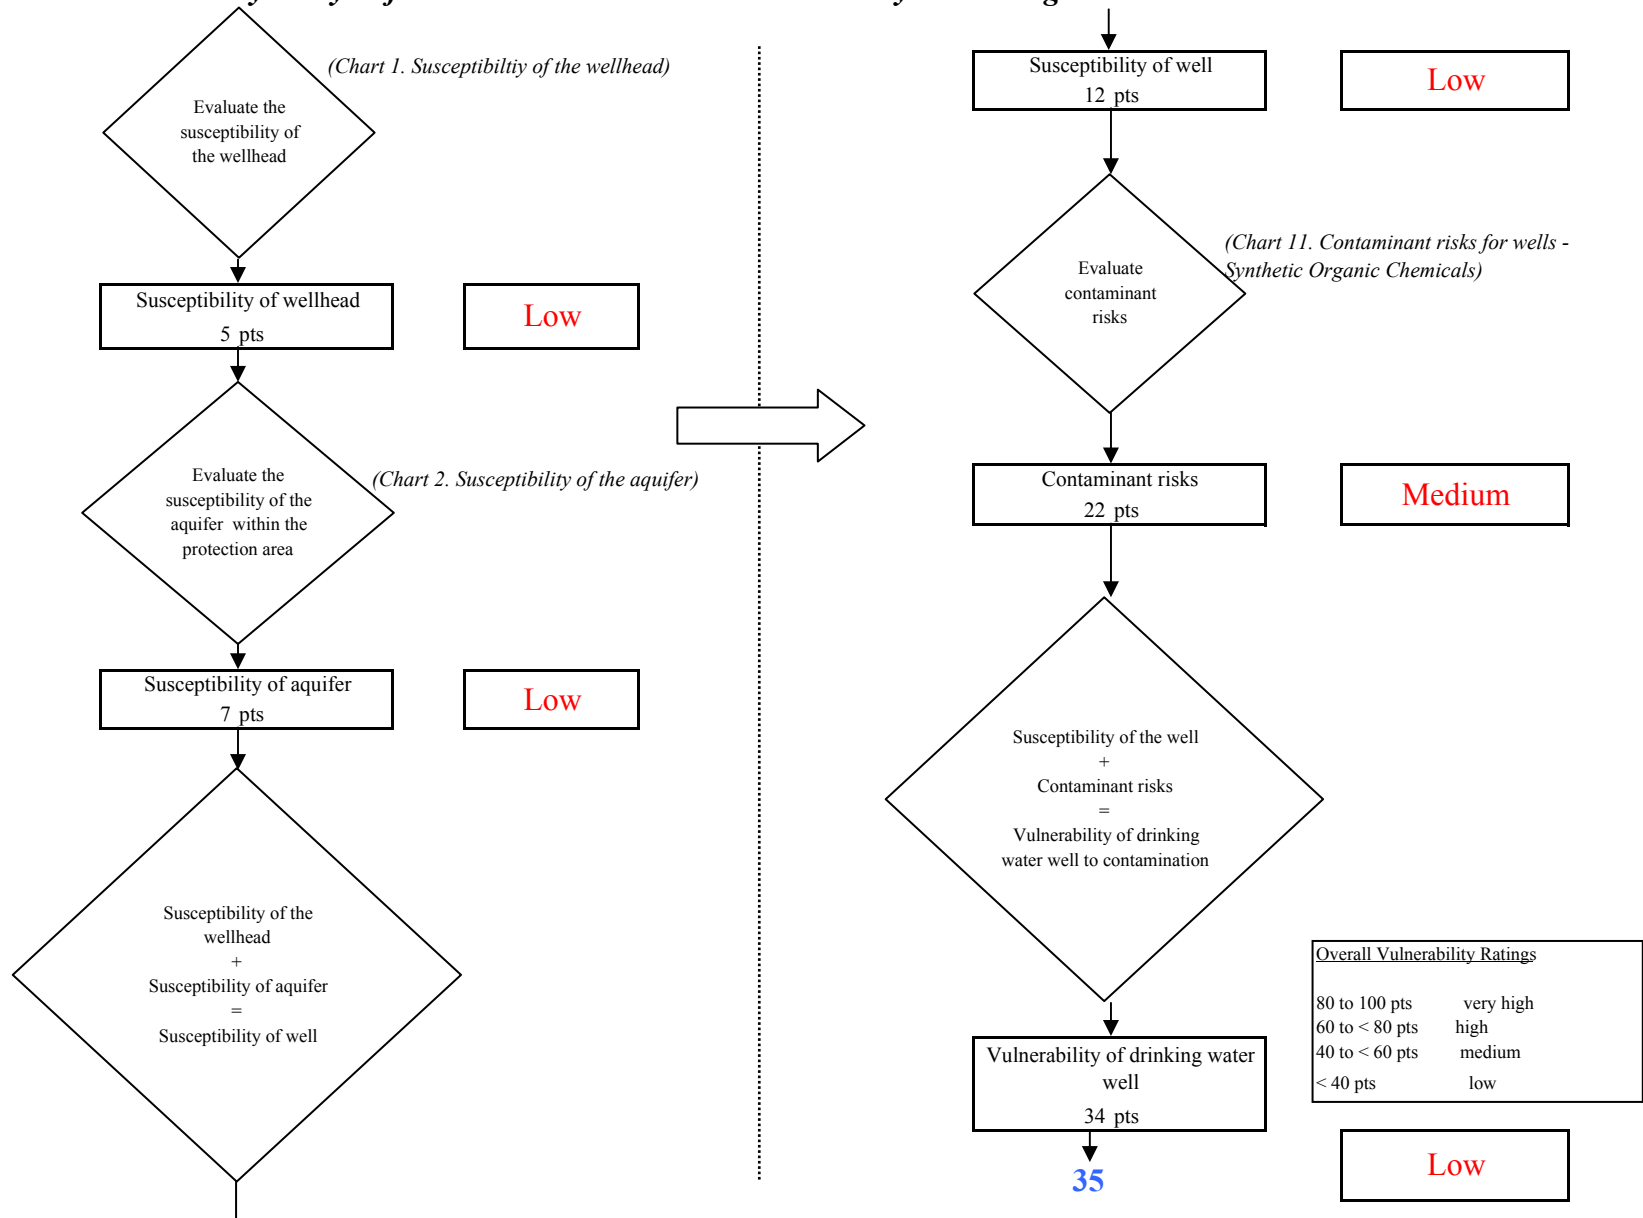 (Chart 1. Susceptibiltiy of the wellhead)
Evaluate the
susceptibility of
the wellhead
Susceptibility of wellhead
5 pts
Low
Evaluate the
susceptibility of the
aquifer within the
protection area
(Chart 2. Susceptibility of the aquifer)
Susceptibility of aquifer
7 pts
Low
Susceptibility of the
wellhead
+
Susceptibility of aquifer
=
Susceptibility of well
Susceptibility of well
12 pts
Low
(Chart 11. Contaminant risks for wells -
Synthetic Organic Chemicals)
Evaluate
contaminant
risks
Contaminant risks
22 pts
Medium
Susceptibility of the well
+
Contaminant risks
=
Vulnerability of drinking
water well to contamination
Overall Vulnerability Ratings
80 to 100 pts very high
60 to < 80 pts high
40 to < 60 pts medium
< 40 pts low
Vulnerability of drinking water
well
34 pts
35
Low